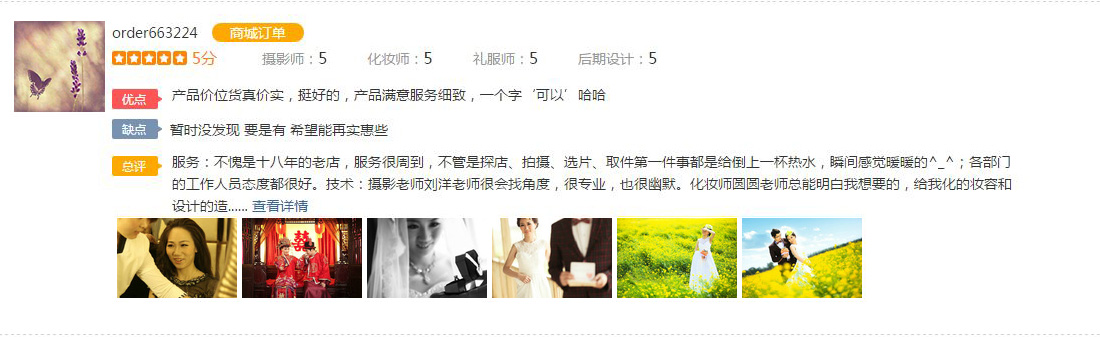 order663224 商城订单
5分 摄影师：5 化妆师：5 礼服师：5 后期设计：5
优点 产品价位货真价实，挺好的，产品满意服务细致，一个字‘可以’哈哈
缺点 暂时没发现 要是有 希望能再实惠些
总评 服务：不愧是十八年的老店，服务很周到，不管是探店、拍摄、选片、取件第一件事都是给倒上一杯热水，瞬间感觉暖暖的^_^；各部门
的工作人员态度都很好。技术：摄影老师刘洋老师很会找角度，很专业，也很幽默。化妆师圆圆老师总能明白我想要的，给我化的妆容和
设计的造...... 查看详情
囍